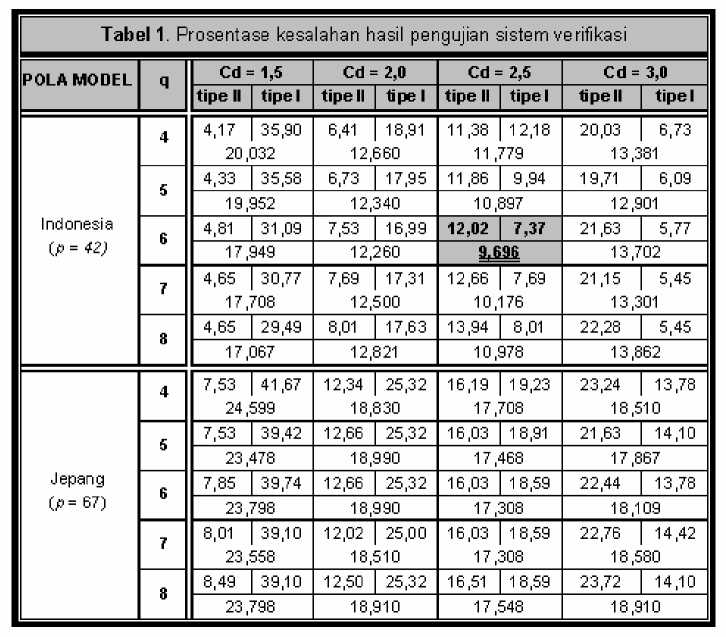 Tabel 1. Prosentase kesalahan hasil pengujian sistem verifikasi
POLA MODEL q Cd = 1,5 Cd = 2,0 Cd = 2,5 Cd = 3,0
tipe II tipe I tipe II tipe I tipe II tipe I tipe II tipe I
Indonesia
(p = 42)
4 4,17 35,90 6,41 18,91 11,38 12,18 20,03 6,73
20,032 12,660 11,779 13,381
5 4,33 35,58 6,73 17,95 11,86 9,94 19,71 6,09
19,952 12,340 10,897 12,901
6 4,81 31,09 7,53 16,99 12,02 7,37 21,63 5,77
17,949 12,260 9,696 13,702
7 4,65 30,77 7,69 17,31 12,66 7,69 21,15 5,45
17,708 12,500 10,176 13,301
8 4,65 29,49 8,01 17,63 13,94 8,01 22,28 5,45
17,067 12,821 10,978 13,862
Jepang
(p = 67)
4 7,53 41,67 12,34 25,32 16,19 19,23 23,24 13,78
24,599 18,830 17,708 18,510
5 7,53 39,42 12,66 25,32 16,03 18,91 21,63 14,10
23,478 18,990 17,468 17,867
6 7,85 39,74 12,66 25,32 16,03 18,59 22,44 13,78
23,798 18,990 17,308 18,109
7 8,01 39,10 12,02 25,00 16,03 18,59 22,76 14,42
23,558 18,510 17,308 18,580
8 8,49 39,10 12,50 25,32 16,51 18,59 23,72 14,10
23,798 18,910 17,548 18,910